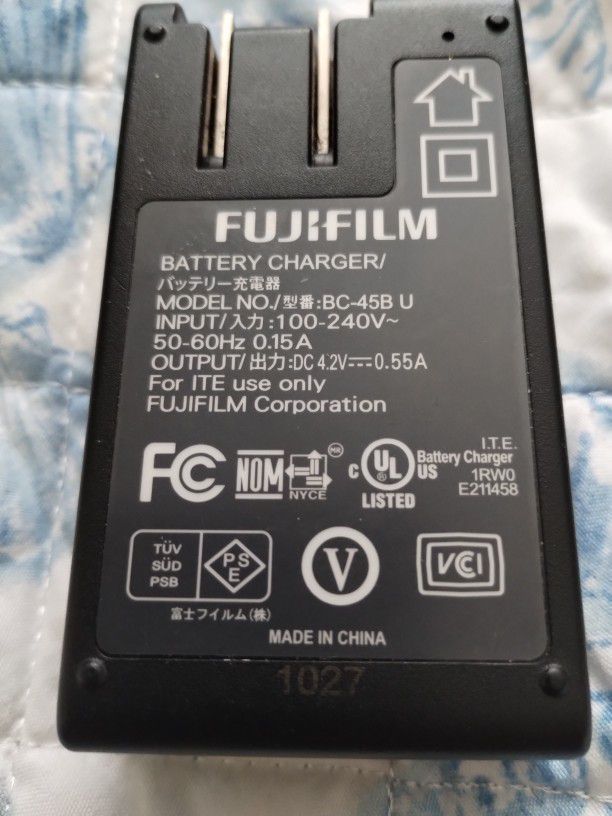 FUJIFILM
BATTERY CHARGER/
バッテリー充電器
MODEL NO./型番:BC-45B U
INPUT/入力:100-240V~
50-60Hz 0.15A
OUTPUT/出力:DC 4.2V⎓0.55A
For ITE use only
FUJIFILM Corporation
FC
NOM
MR
NYCE
C UL US
LISTED
I.T.E.
Battery Charger
1RW0
E211458
TÜV
SÜD
PSB
PS
E
V
VCI
富士フイルム(株)
MADE IN CHINA
1027